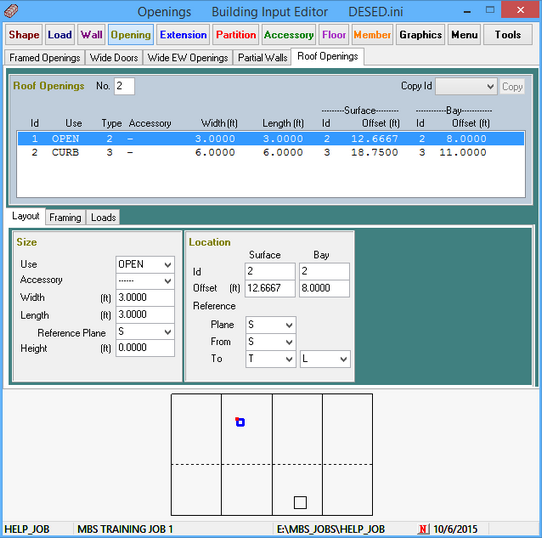 Openings Building Input Editor DESED.ini
Shape Load Wall Opening Extension Partition Accessory Floor Member Graphics Menu Tools
Framed Openings Wide Doors Wide EW Openings Partial Walls Roof Openings
Roof Openings No. 2 Copy Id Copy
--------Surface-------- --------Bay-----------
Id Use Type Accessory Width(ft) Length(ft) Id Offset (ft) Id Offset (ft)
1 OPEN 2 - 3.0000 3.0000 2 12.6667 2 8.0000
2 CURB 3 - 6.0000 6.0000 3 18.7500 3 11.0000
Layout Framing Loads
Size
Use OPEN
Accessory ------
Width (ft) 3.0000
Length (ft) 3.0000
Reference Plane S
Height (ft) 0.0000
Location
Surface Bay
Id 2 2
Offset (ft) 12.6667 8.0000
Reference
Plane S
From S
To T L
HELP_JOB MBS TRAINING JOB 1 E:\MBS_JOBS\HELP_JOB N 10/6/2015